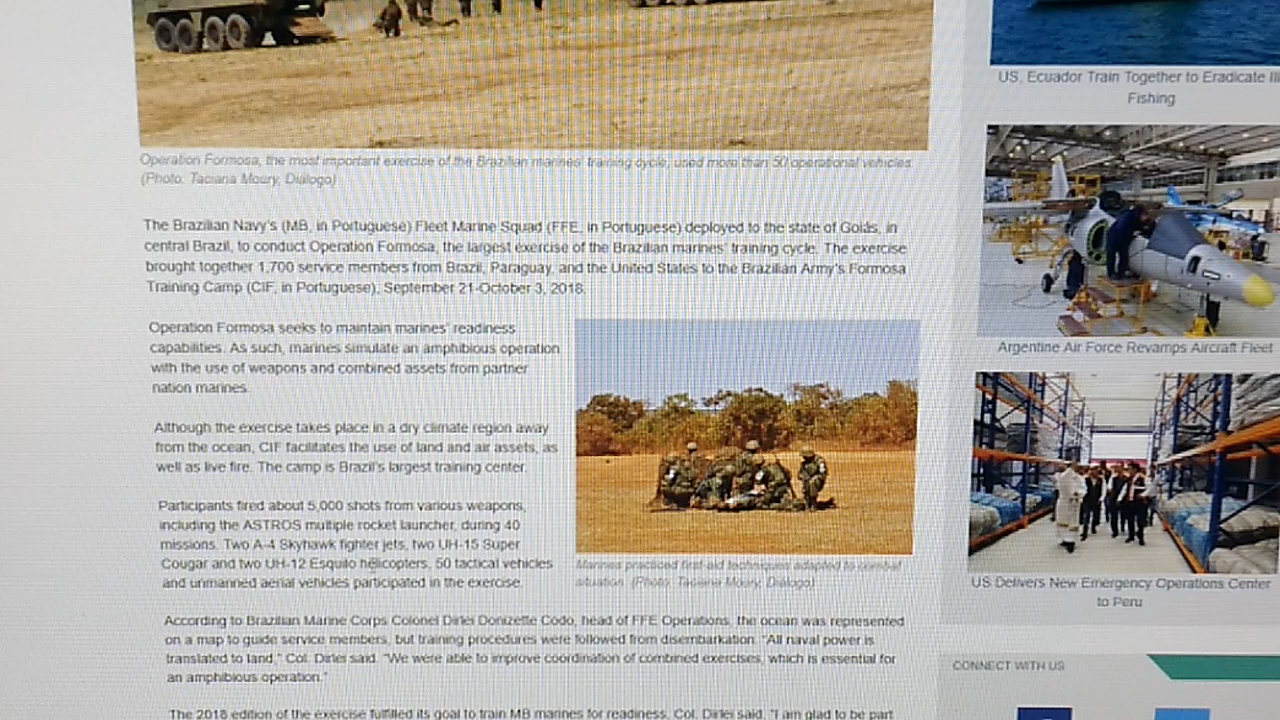 Operation Formosa, the most important exercise of the Brazilian marines' training cycle, used more than 50 operational vehicles.
(Photo: Taciana Moury, Diálogo)
The Brazilian Navy's (MB, in Portuguese) Fleet Marine Squad (FFE, in Portuguese) deployed to the state of Goiás, in
central Brazil, to conduct Operation Formosa, the largest exercise of the Brazilian marines' training cycle. The exercise
brought together 1,700 service members from Brazil, Paraguay, and the United States to the Brazilian Army's Formosa
Training Camp (CIF, in Portuguese), September 21-October 3, 2018.
Operation Formosa seeks to maintain marines' readiness
capabilities. As such, marines simulate an amphibious operation
with the use of weapons and combined assets from partner
nation marines.
Although the exercise takes place in a dry climate region away
from the ocean, CIF facilitates the use of land and air assets, as
well as live fire. The camp is Brazil's largest training center.
Participants fired about 5,000 shots from various weapons,
including the ASTROS multiple rocket launcher, during 40
missions. Two A-4 Skyhawk fighter jets, two UH-15 Super
Cougar and two UH-12 Esquilo helicopters, 50 tactical vehicles
and unmanned aerial vehicles participated in the exercise.
Marines practiced first-aid techniques adapted to combat
situation. (Photo: Taciana Moury, Diálogo)
According to Brazilian Marine Corps Colonel Dirlei Donizette Codo, head of FFE Operations, the ocean was represented
on a map to guide service members, but training procedures were followed from disembarkation. "All naval power is
translated to land," Col. Dirlei said. "We were able to improve coordination of combined exercises, which is essential for
an amphibious operation."
The 2018 edition of the exercise fulfilled its goal to train MB marines for readiness, Col. Dirlei said. "I am glad to be part
US, Ecuador Train Together to Eradicate
Fishing
Argentine Air Force Revamps Aircraft Fleet
US Delivers New Emergency Operations Center
to Peru
CONNECT WITH US